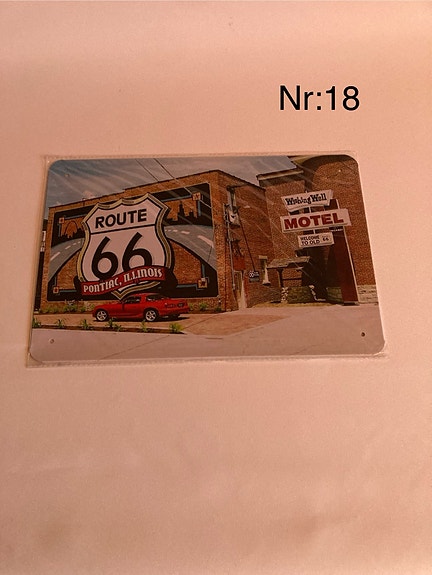 Nr:18
ROUTE
66
PONTIAC, ILLINOIS
Wishing Well
MOTEL
WELCOME
TO OLD 66